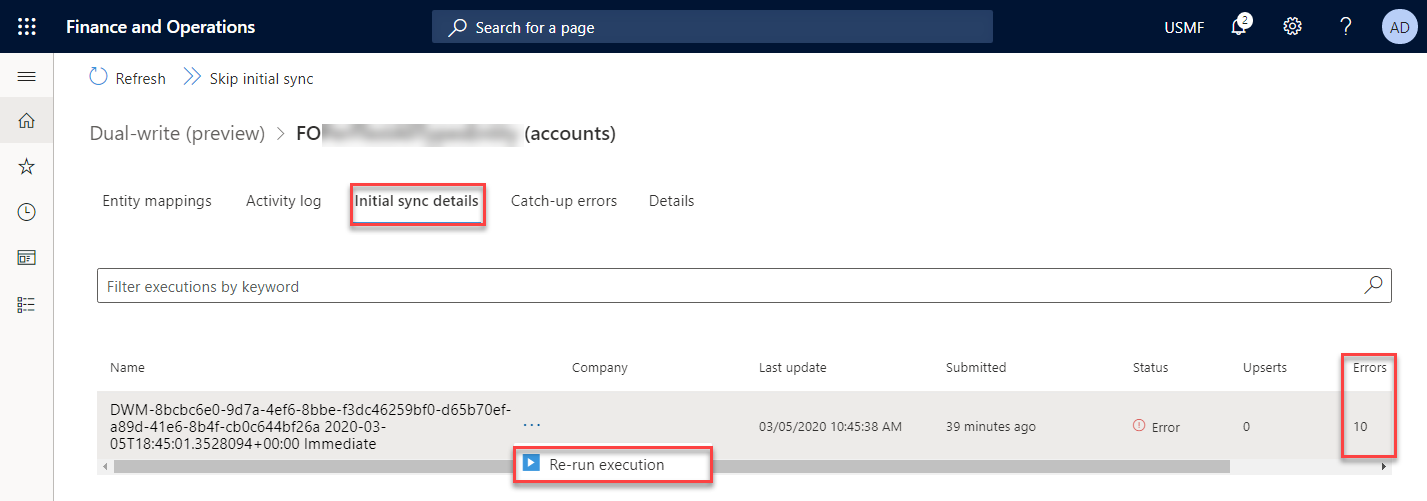 Finance and Operations
Search for a page
USMF
2
?
AD
Refresh
Skip initial sync
Dual-write (preview) > FO (accounts)
Entity mappings
Activity log
Initial sync details
Catch-up errors
Details
Filter executions by keyword
Name
Company
Last update
Submitted
Status
Upserts
Errors
DWM-8bcbc6e0-9d7a-4ef6-8bbe-f3dc46259bf0-d65b70ef-
a89d-41e6-8b4f-cb0c644bf26a 2020-03-
05T18:45:01.3528094+00:00 Immediate
...
03/05/2020 10:45:38 AM
39 minutes ago
Error
0
10
Re-run execution